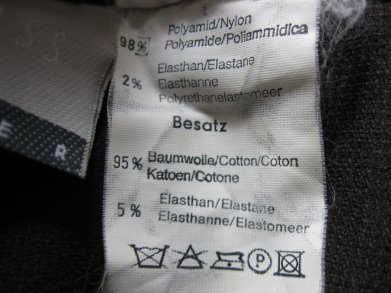 Polyamid/Nylon
98% Polyamide/Poliammidica
Elasthan/Elastane
2% Elasthanne
Polyrethanelastomeer
Besatz
95% Baumwolle/Cotton/Coton
Katoen/Cotone
Elasthan/Elastane
5% Elasthanne/Elastomeer
P
E R